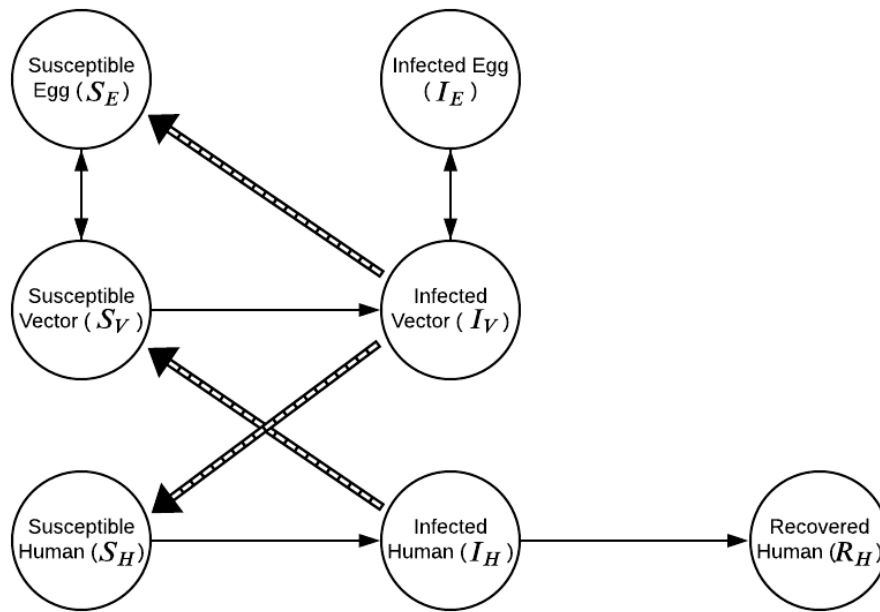 Susceptible
Egg (S_E)
Infected Egg
(I_E)
Susceptible
Vector (S_V)
Infected
Vector (I_V)
Susceptible
Human (S_H)
Infected
Human (I_H)
Recovered
Human (R_H)